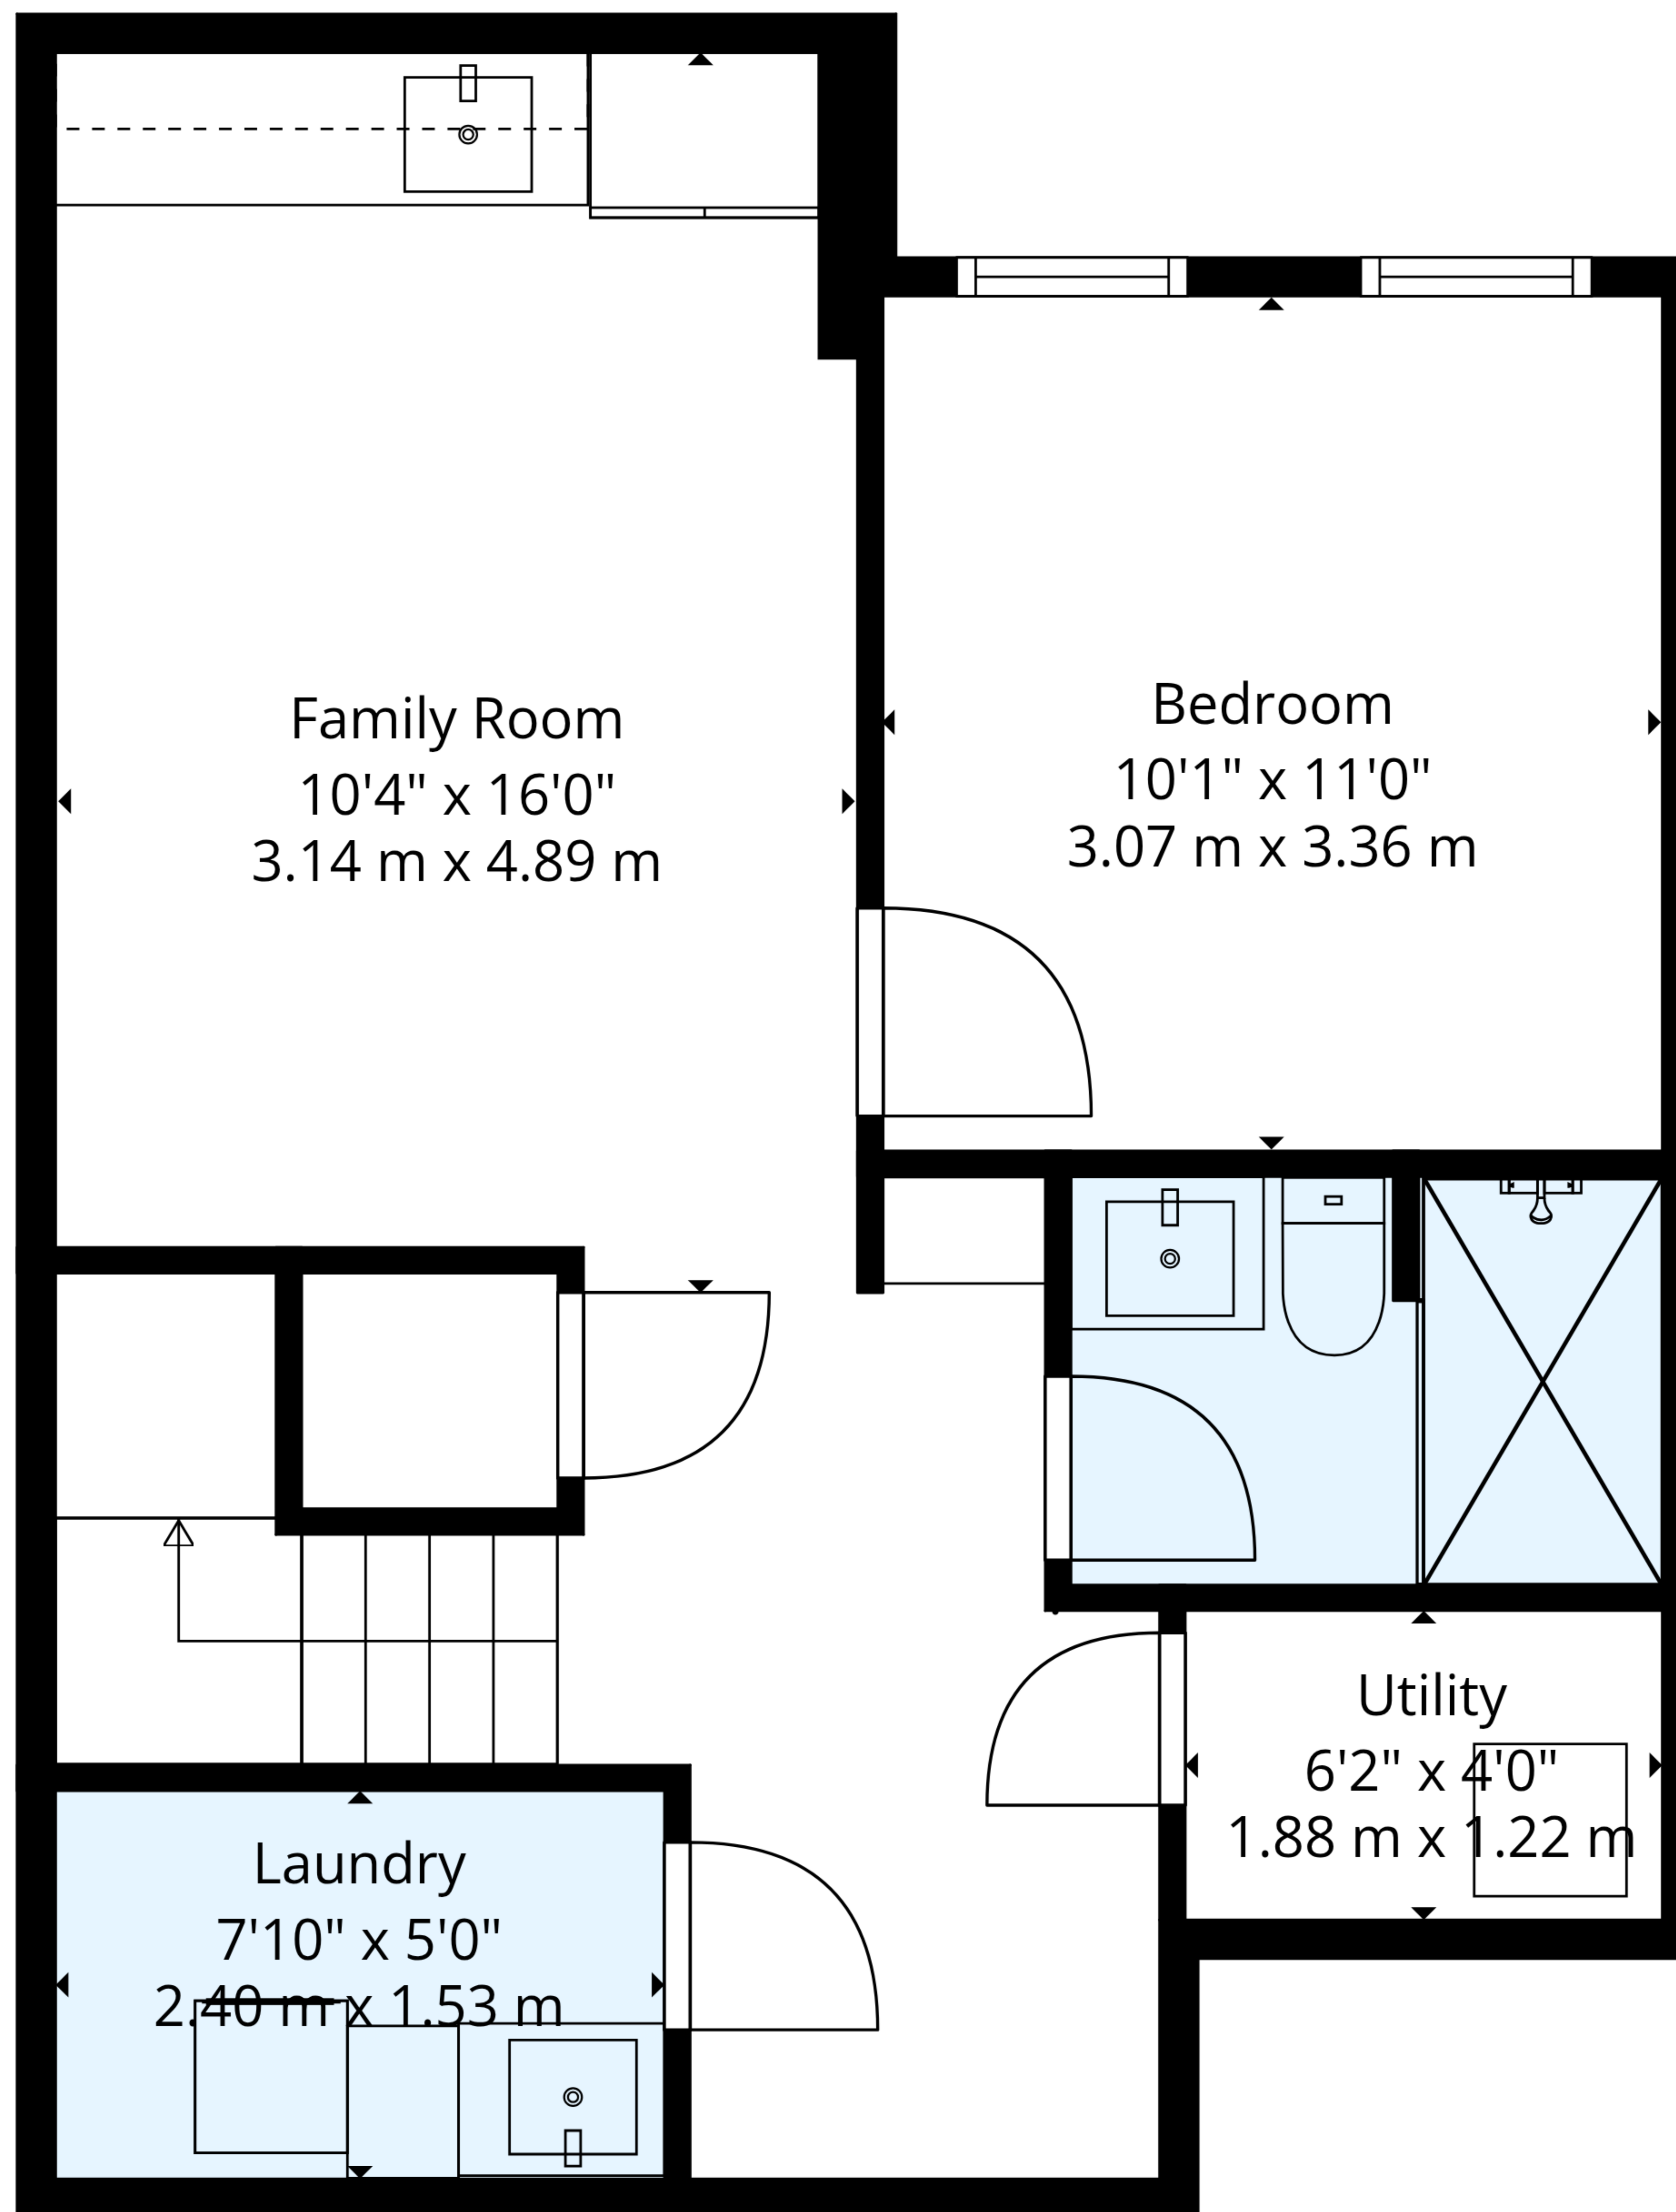 Family Room
10'4" x 16'0"
3.14 m x 4.89 m
Bedroom
10'1" x 11'0"
3.07 m x 3.36 m
Utility
6'2" x 4'0"
1.88 m x 1.22 m
Laundry
7'10" x 5'0"
2.40 m x 1.53 m